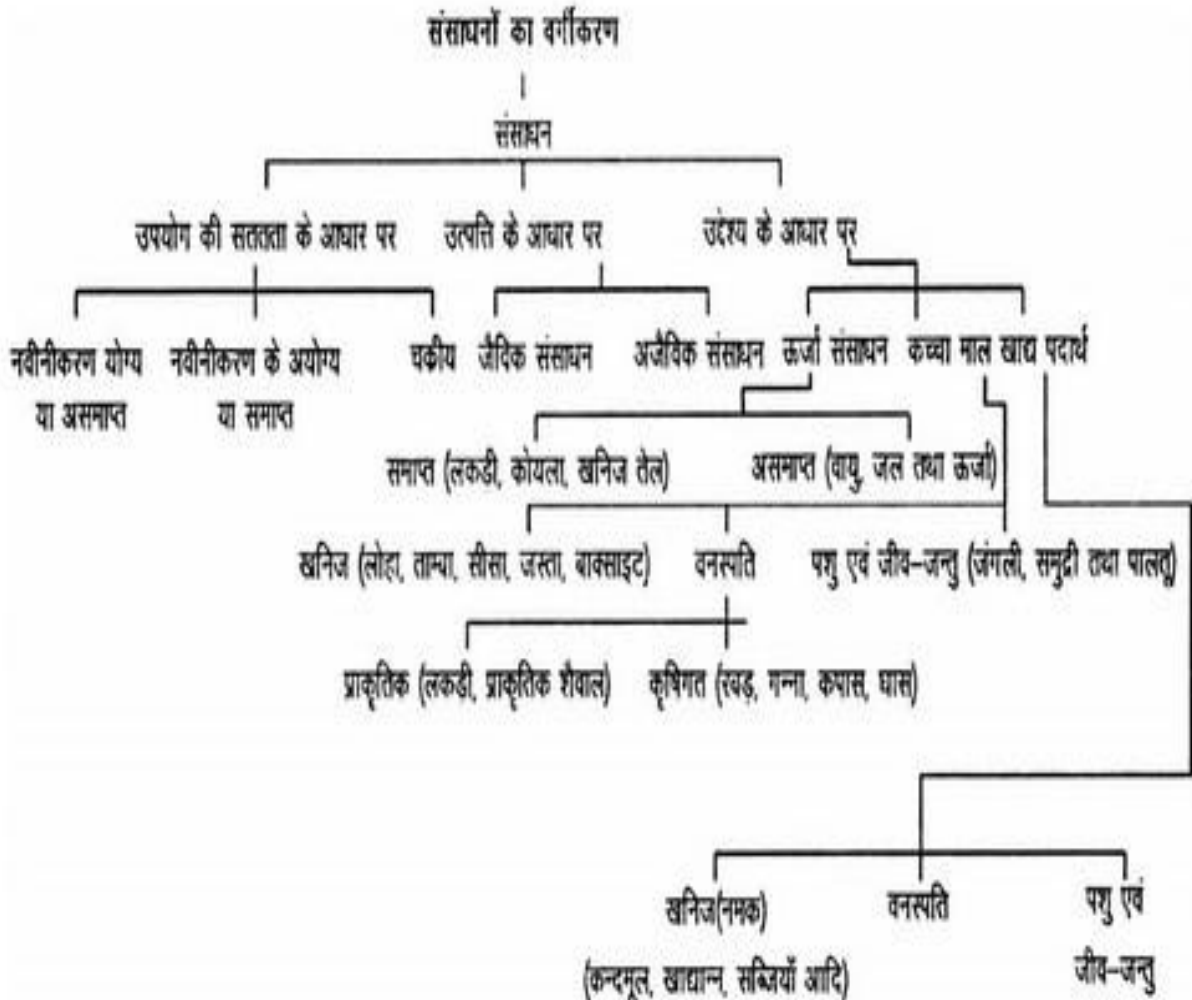 संसाधनों का वर्गीकरण
संसाधन
उपयोग की सततता के आधार पर उत्पत्ति के आधार पर उद्देश्य के आधार पर
नवीनीकरण योग्य नवीनीकरण के अयोग्य चक्रीय जैविक संसाधन अजैविक संसाधन ऊर्जा संसाधन कच्चा माल खाद्य पदार्थ
या असमाप्त या समाप्त
समाप्त (लकडी, कोयला, खनिज तेल) असमाप्त (वायु, जल तथा ऊर्जा)
खनिज (लोहा, ताम्बा, सीसा, जस्ता, बाक्साइट) वनस्पति पशु एवं जीव-जन्तु (जंगली, समुद्री तथा पालतू)
प्राकृतिक (लकडी, प्राकृतिक शैवाल) कृषिगत (रबड़, गन्ना, कपास, घास)
खनिज(नमक) वनस्पति पशु एवं
(कन्दमूल, खाद्यान्न, सब्जियाँ आदि) जीव-जन्तु